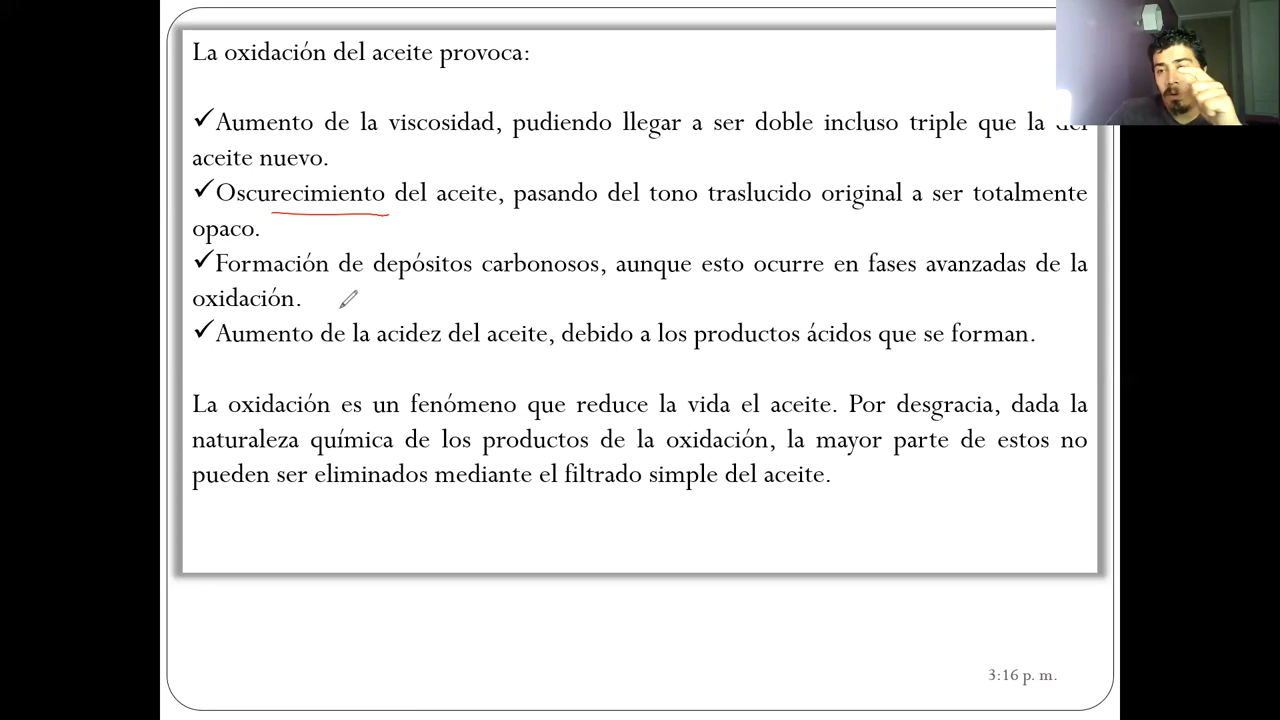 La oxidación del aceite provoca:
✓Aumento de la viscosidad, pudiendo llegar a ser doble incluso triple que la del
aceite nuevo.
✓Oscurecimiento del aceite, pasando del tono traslucido original a ser totalmente
opaco.
✓Formación de depósitos carbonosos, aunque esto ocurre en fases avanzadas de la
oxidación.
✓Aumento de la acidez del aceite, debido a los productos ácidos que se forman.
La oxidación es un fenómeno que reduce la vida el aceite. Por desgracia, dada la
naturaleza química de los productos de la oxidación, la mayor parte de estos no
pueden ser eliminados mediante el filtrado simple del aceite.
3:16 p. m.